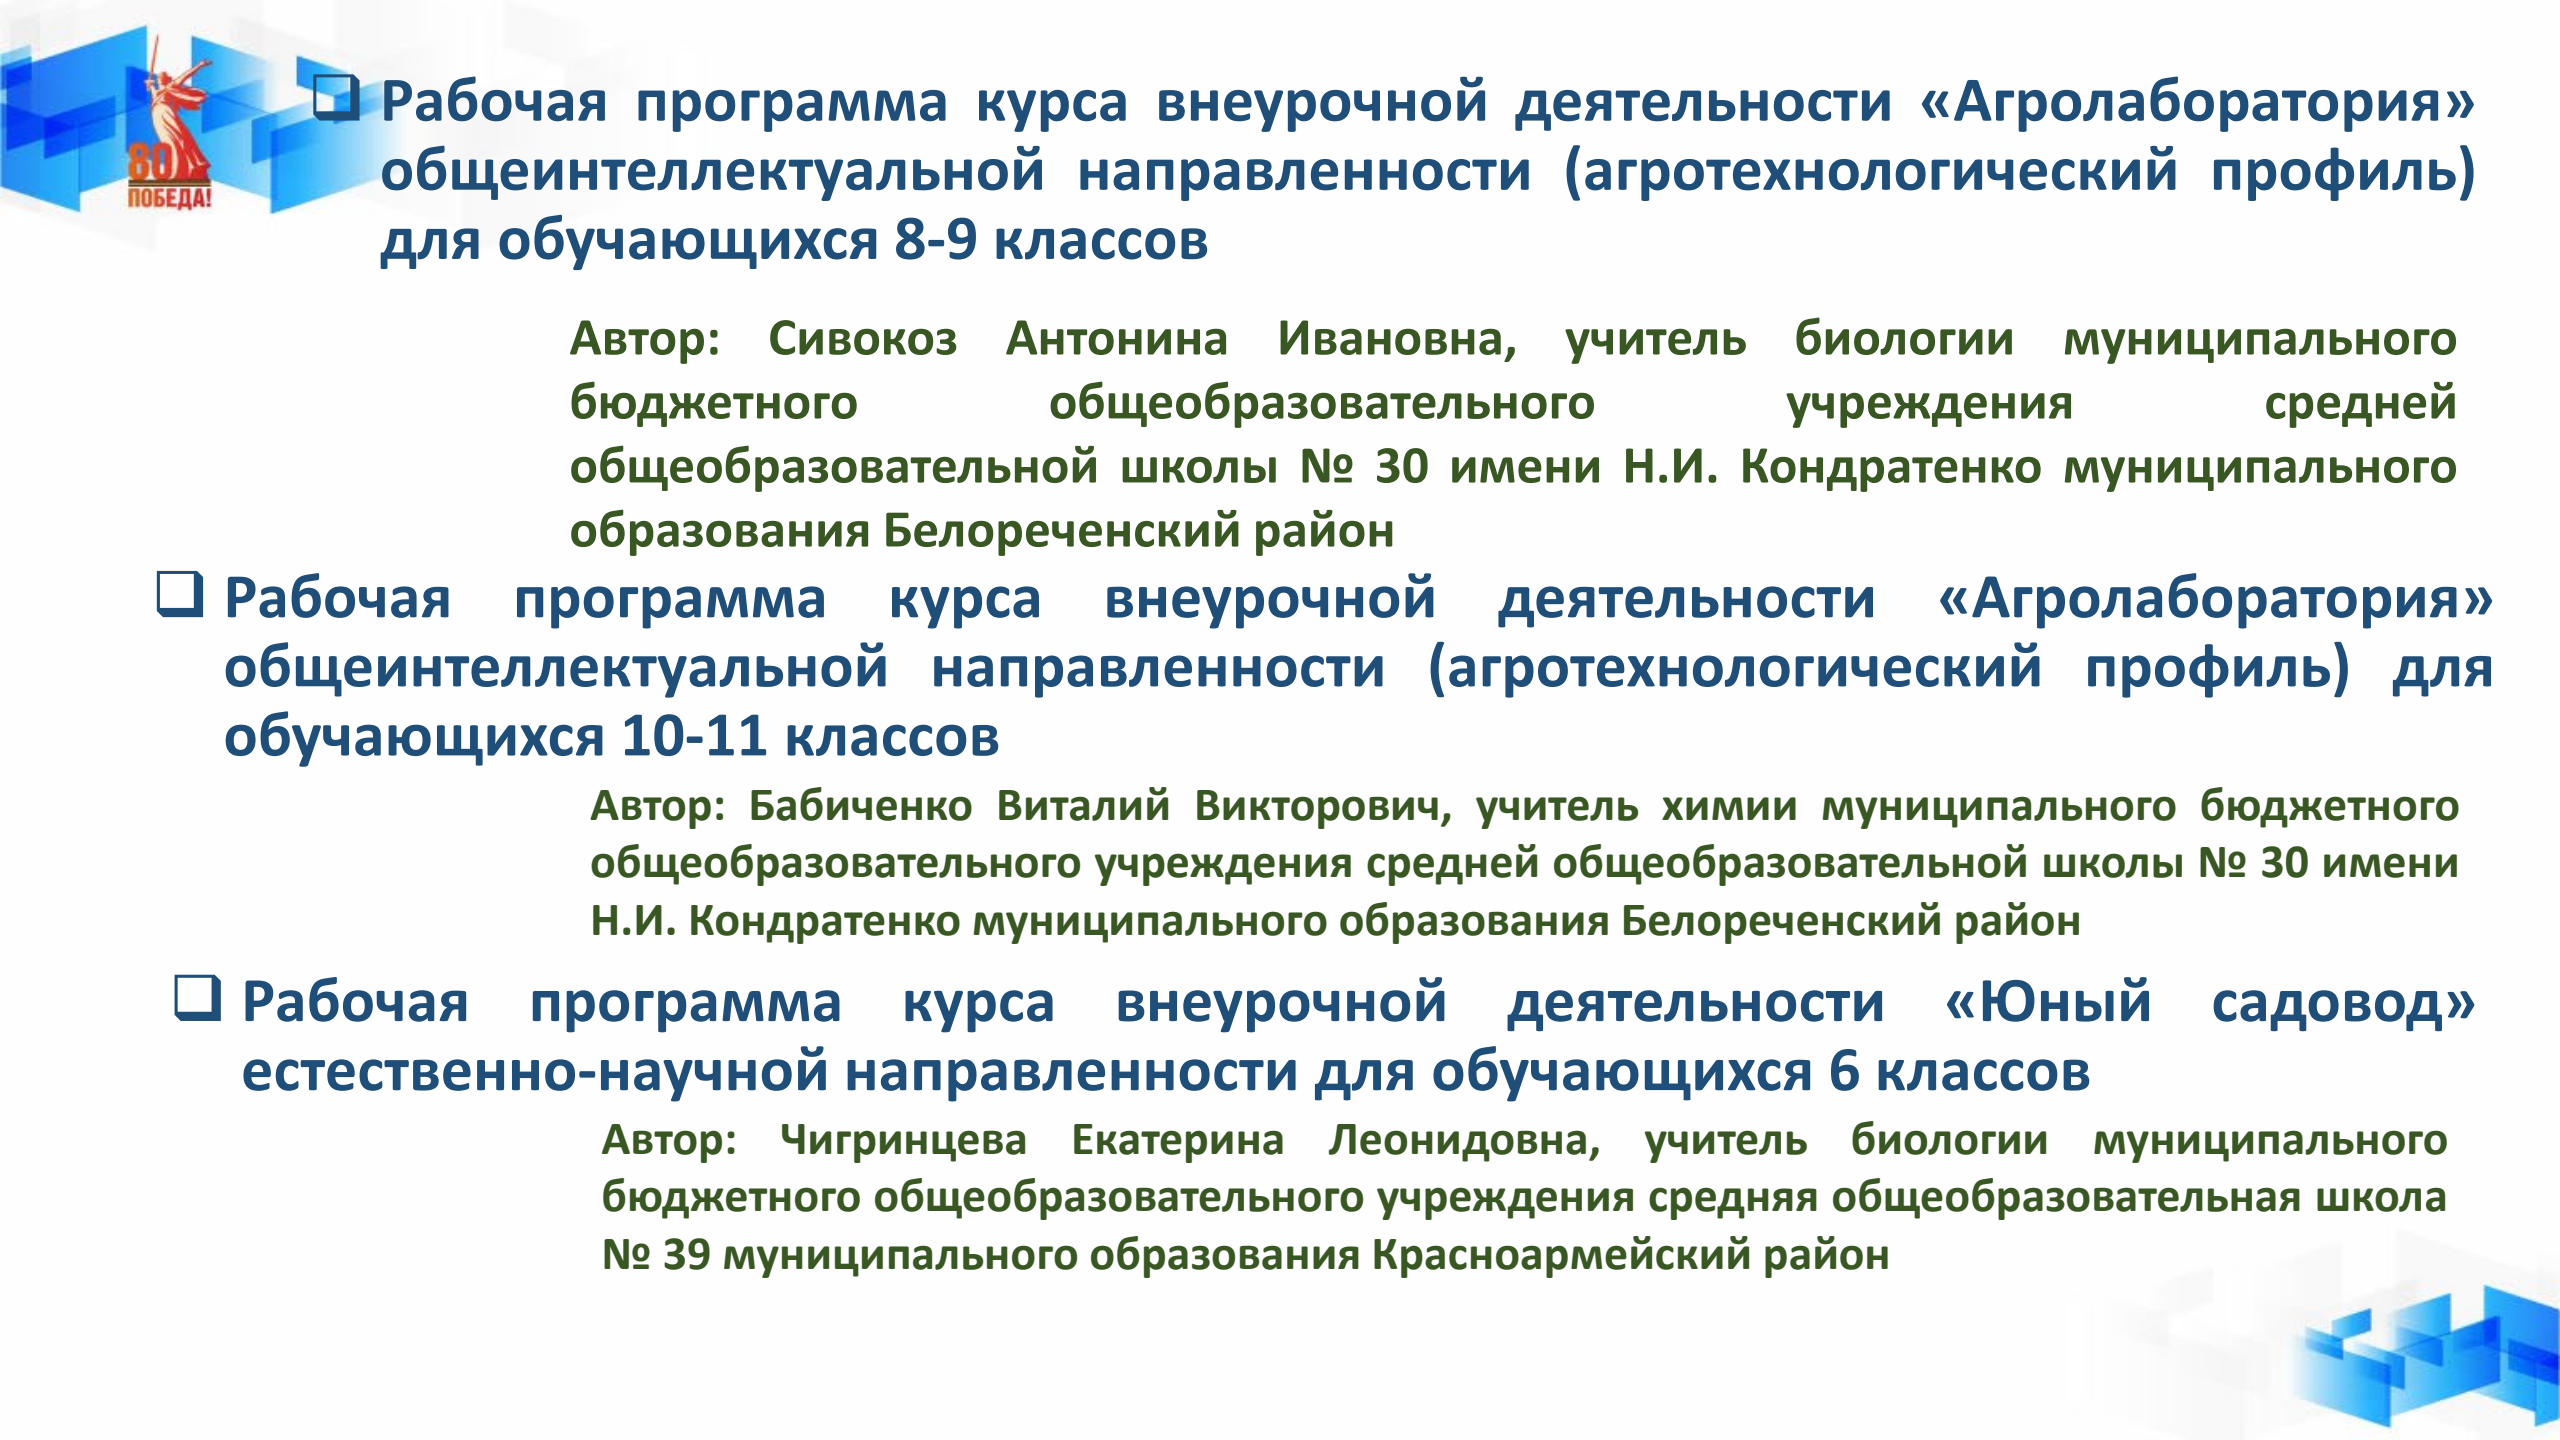 80
ПОБЕДА!
Рабочая программа курса внеурочной деятельности «Агролаборатория»
общеинтеллектуальной направленности (агротехнологический профиль)
для обучающихся 8-9 классов
Автор: Сивокоз Антонина Ивановна, учитель биологии муниципального
бюджетного общеобразовательного учреждения средней
общеобразовательной школы № 30 имени Н.И. Кондратенко муниципального
образования Белореченский район
Рабочая программа курса внеурочной деятельности «Агролаборатория»
общеинтеллектуальной направленности (агротехнологический профиль) для
обучающихся 10-11 классов
Автор: Бабиченко Виталий Викторович, учитель химии муниципального бюджетного
общеобразовательного учреждения средней общеобразовательной школы № 30 имени
Н.И. Кондратенко муниципального образования Белореченский район
Рабочая программа курса внеурочной деятельности «Юный садовод»
естественно-научной направленности для обучающихся 6 классов
Автор: Чигринцева Екатерина Леонидовна, учитель биологии муниципального
бюджетного общеобразовательного учреждения средняя общеобразовательная школа
№ 39 муниципального образования Красноармейский район